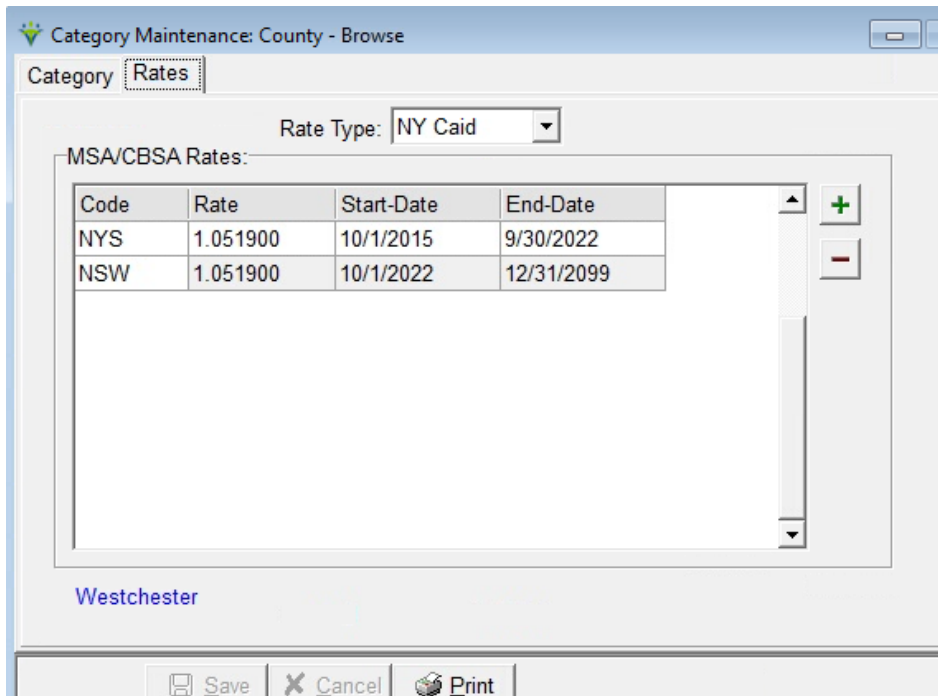 Category Maintenance: County - Browse
Category Rates
Rate Type: NY Caid
MSA/CBSA Rates:
Code Rate Start-Date End-Date
NYS 1.051900 10/1/2015 9/30/2022
NSW 1.051900 10/1/2022 12/31/2099
Westchester
Save Cancel Print